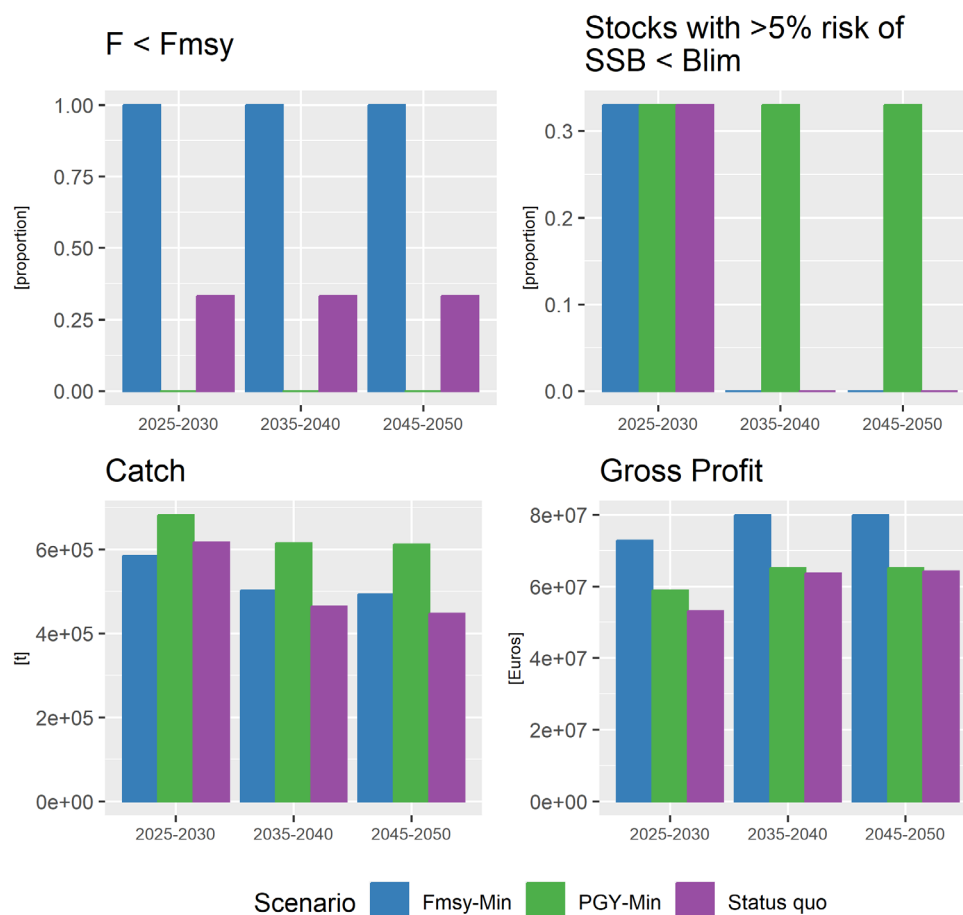 F < Fmsy
[proportion]
1.00
0.75
0.50
0.25
0.00
2025-2030 2035-2040 2045-2050
Stocks with >5% risk of
SSB < Blim
[proportion]
0.3
0.2
0.1
0.0
2025-2030 2035-2040 2045-2050
Catch
[t]
6e+05
4e+05
2e+05
0e+00
2025-2030 2035-2040 2045-2050
Gross Profit
[Euros]
8e+07
6e+07
4e+07
2e+07
0e+00
2025-2030 2035-2040 2045-2050
Scenario Fmsy-Min PGY-Min Status quo